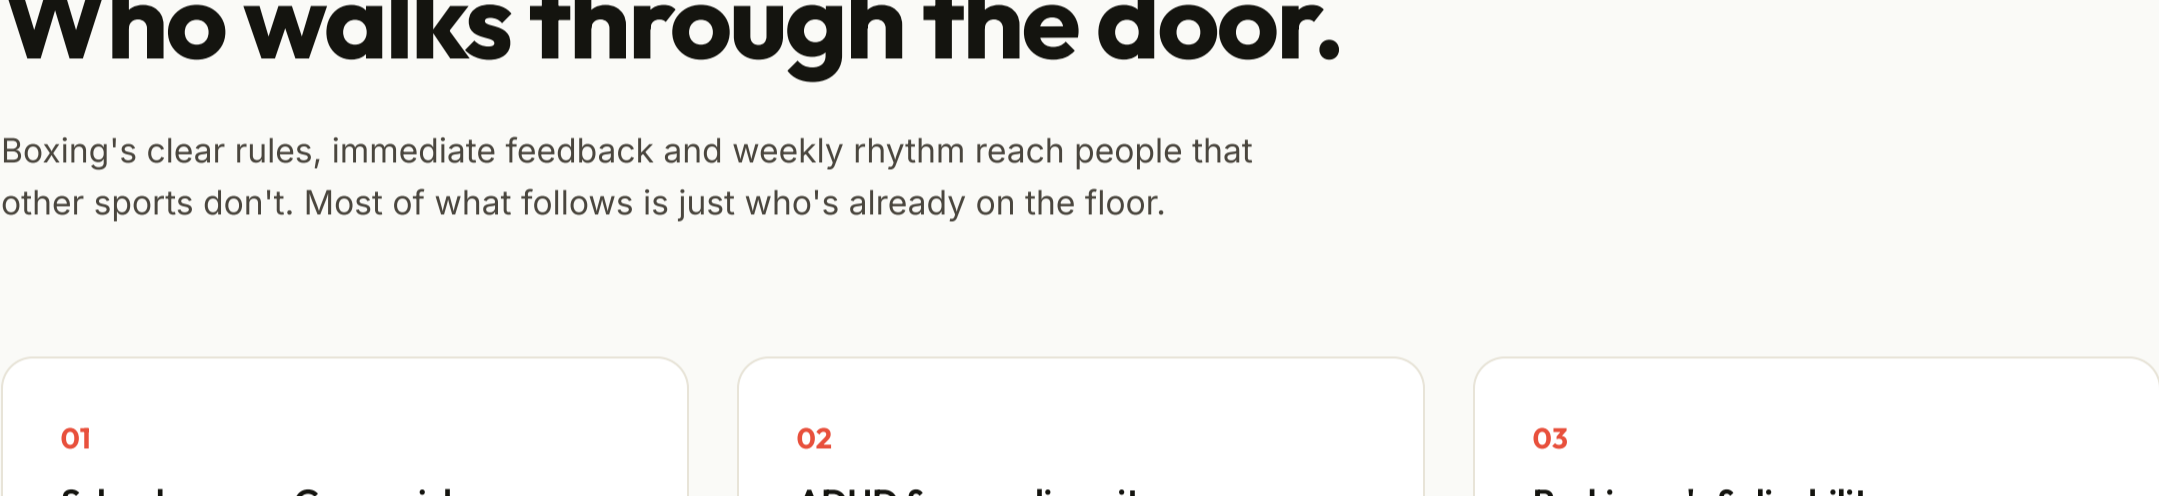 Who walks through the door.
Boxing's clear rules, immediate feedback and weekly rhythm reach people that
other sports don't. Most of what follows is just who's already on the floor.
01
02
03